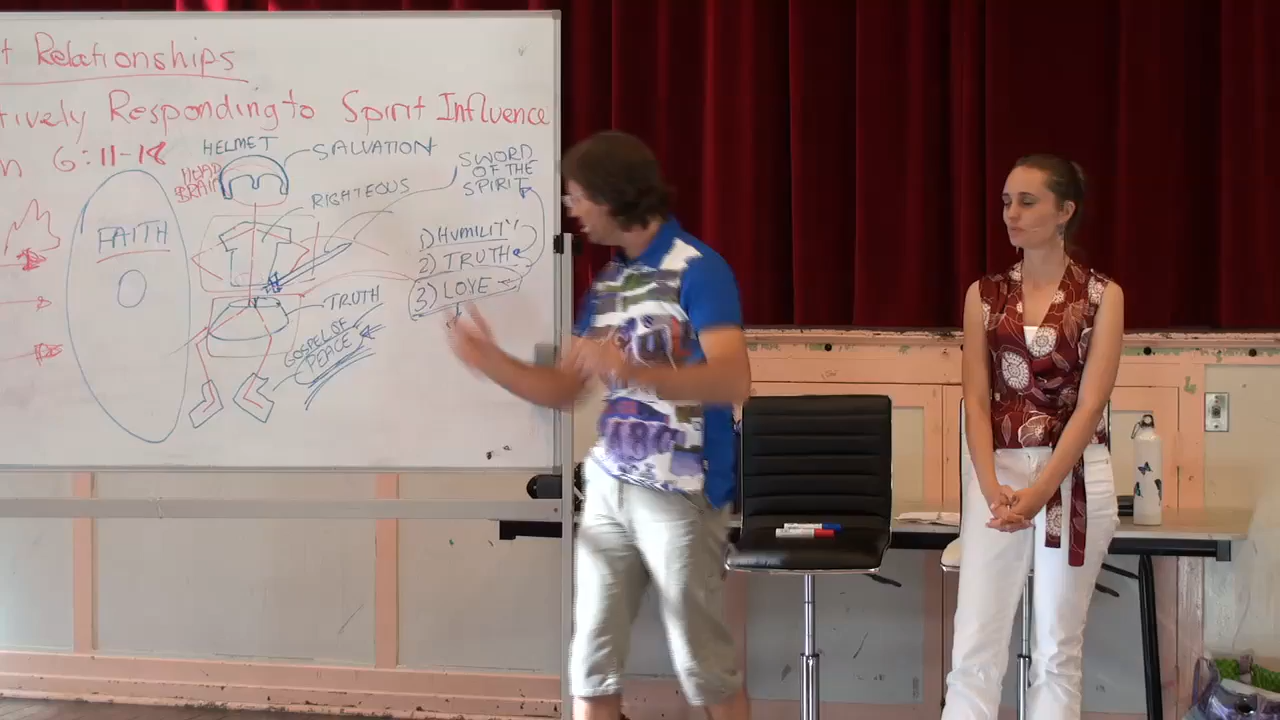 t Relationships
tively Responding to Spirit Influence
n 6:11-18
HELMET
SALVATION
HEAD
BRAIN
SWORD
OF THE
SPIRIT
RIGHTEOUS
FAITH
1) HUMILITY
2) TRUTH
3) LOVE
TRUTH
GOSPEL OF
PEACE